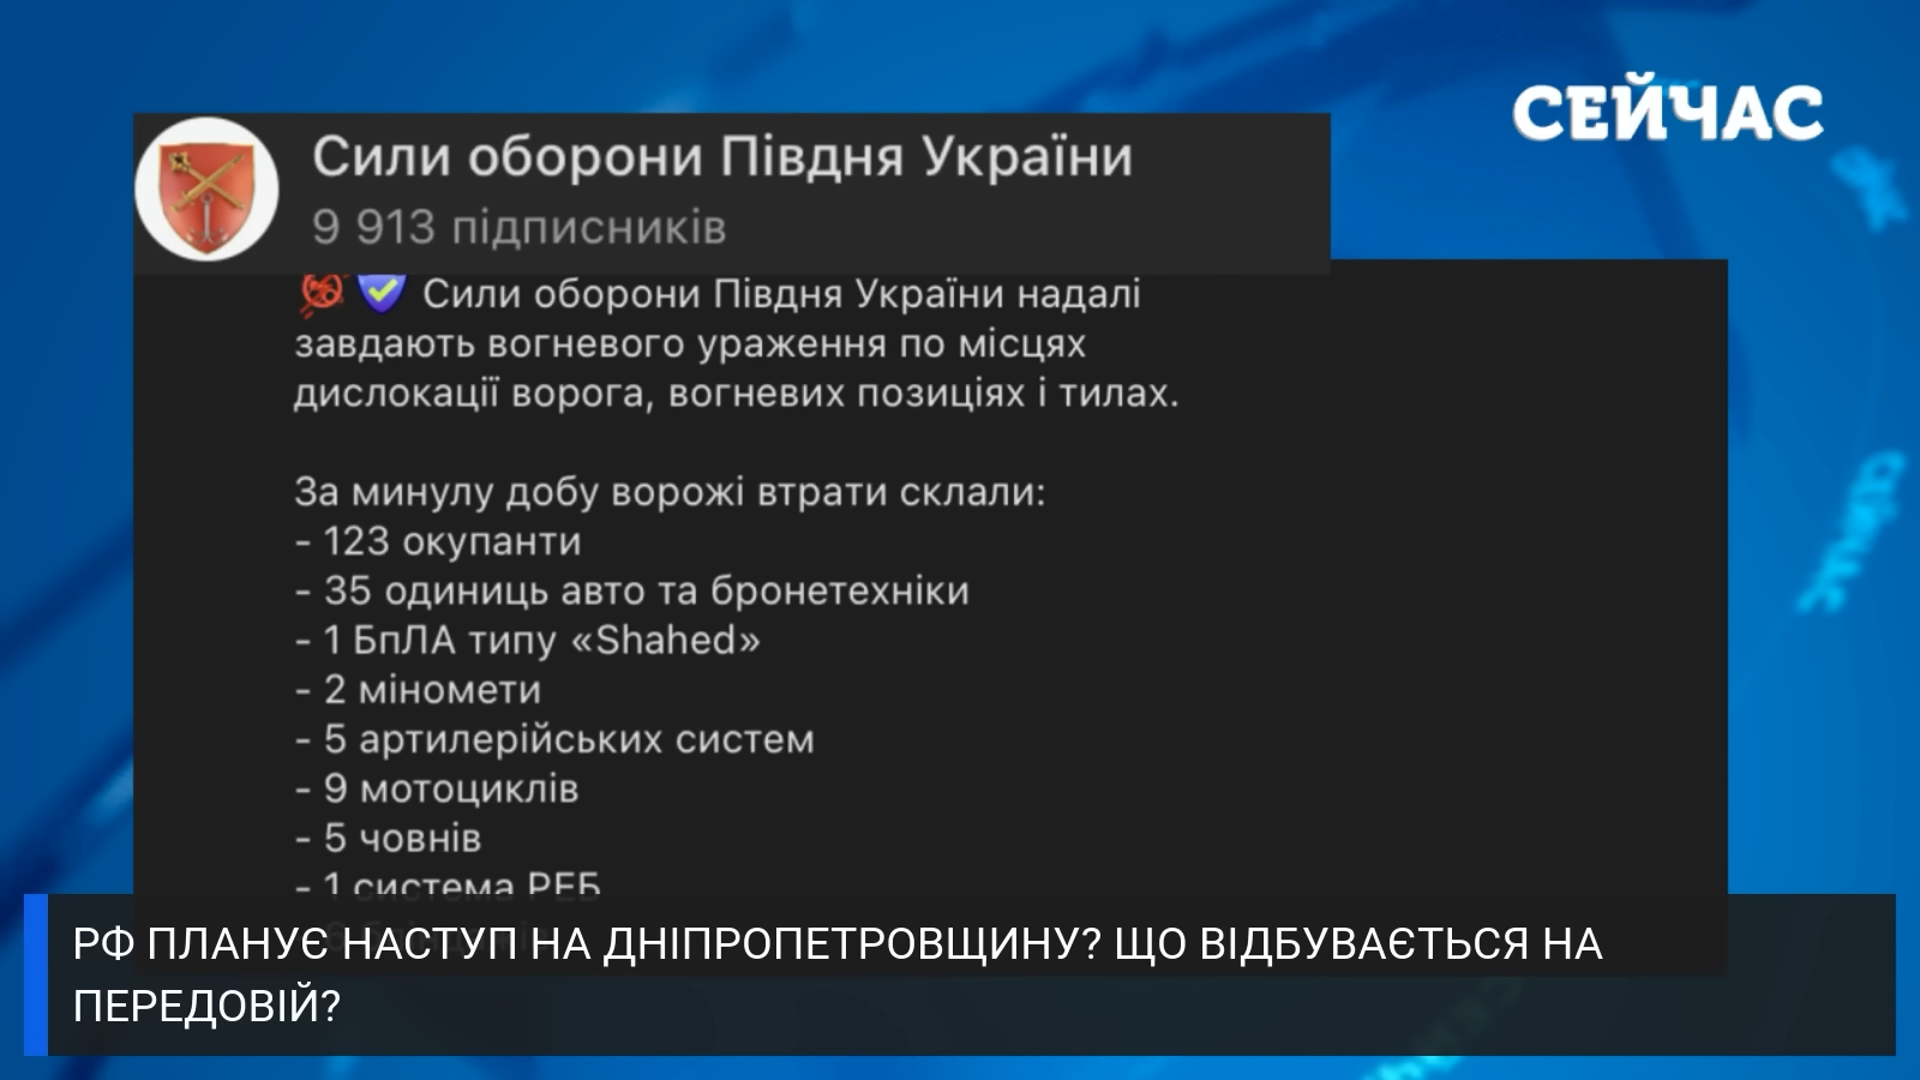 СЕЙЧАС
Сили оборони Півдня України
9 913 підписників
Сили оборони Півдня України надалі
завдають вогневого ураження по місцях
дислокації ворога, вогневих позиціях і тилах.
За минулу добу ворожі втрати склали:
- 123 окупанти
- 35 одиниць авто та бронетехніки
- 1 БпЛА типу «Shahed»
- 2 міномети
- 5 артилерійських систем
- 9 мотоциклів
- 5 човнів
- 1 система РЕБ
РФ ПЛАНУЄ НАСТУП НА ДНІПРОПЕТРОВЩИНУ? ЩО ВІДБУВАЄТЬСЯ НА
ПЕРЕДОВІЙ?